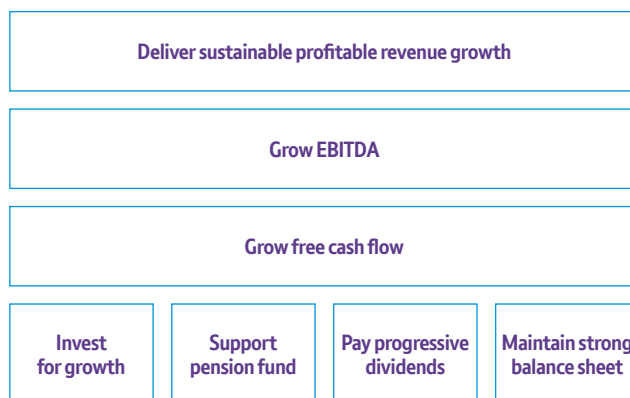 Deliver sustainable profitable revenue growth
Grow EBITDA
Grow free cash flow
Invest
for growth
Support
pension fund
Pay progressive
dividends
Maintain strong
balance sheet